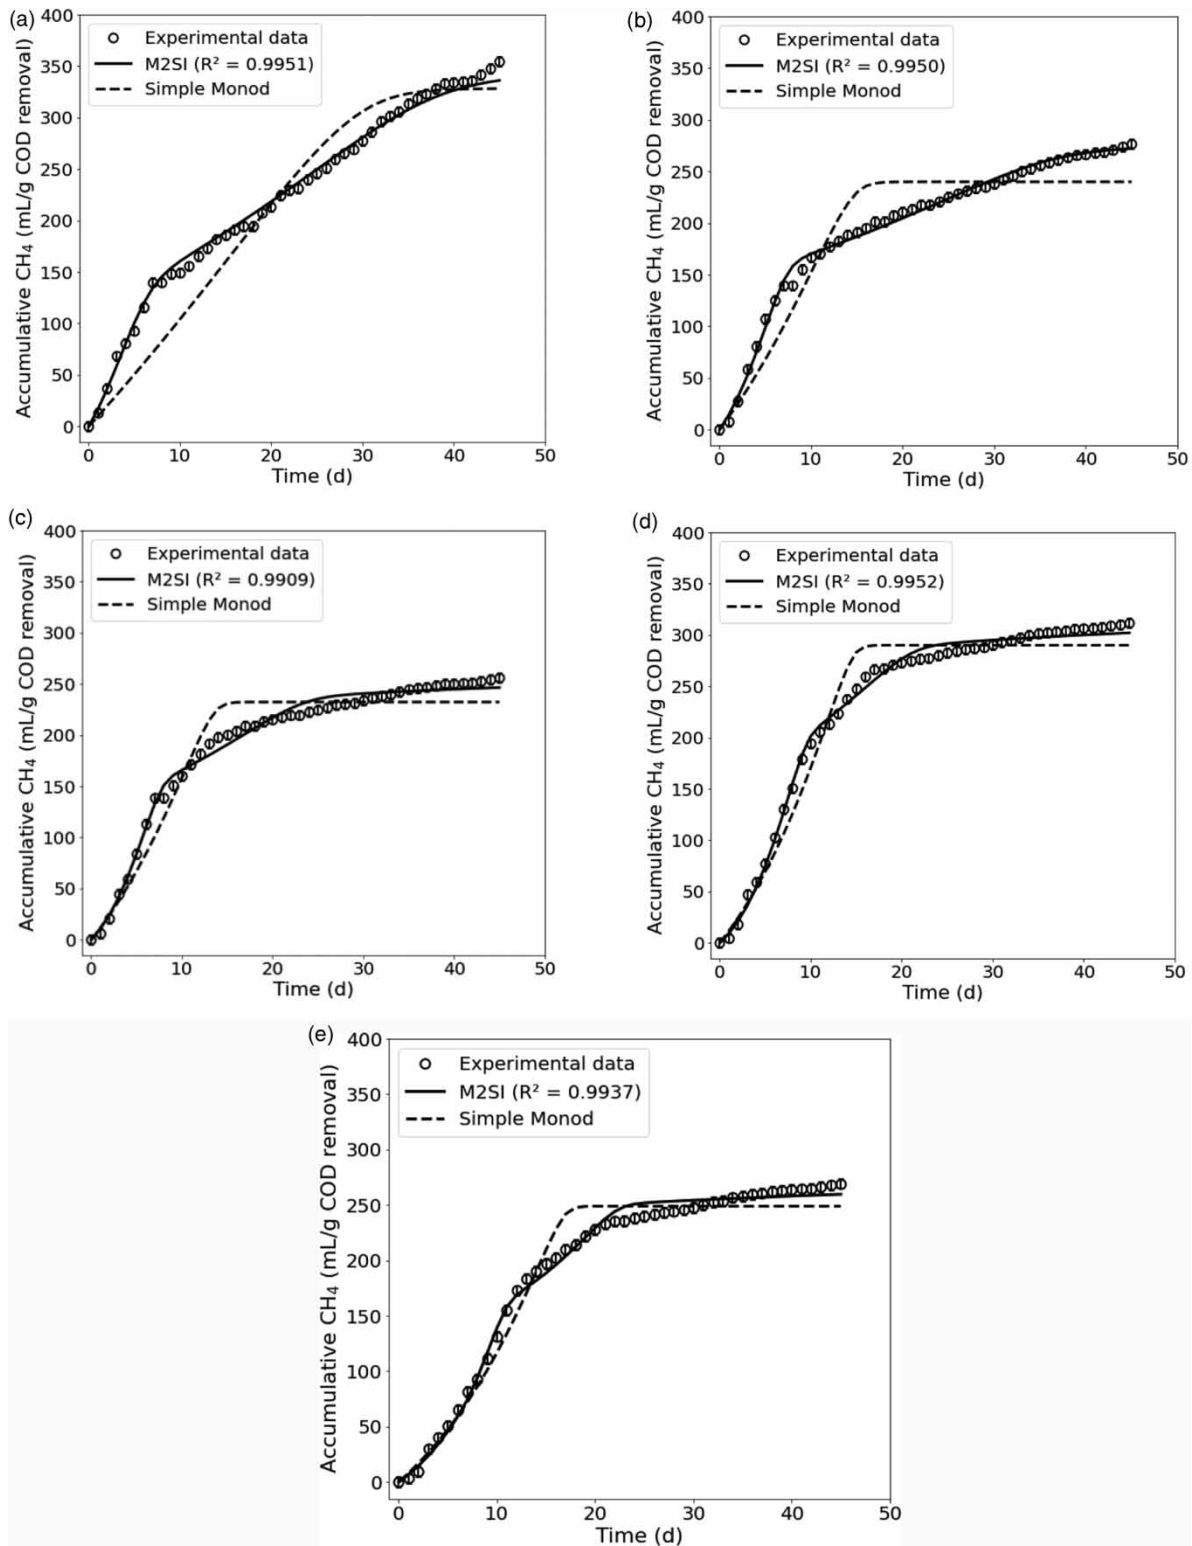 (a)
400
350
300
250
200
150
100
50
0
Accumulative CH₄ (mL/g COD removal)
Experimental data
M2SI (R² = 0.9951)
Simple Monod
0 10 20 30 40 50
Time (d)
(b)
400
350
300
250
200
150
100
50
0
Accumulative CH₄ (mL/g COD removal)
Experimental data
M2SI (R² = 0.9950)
Simple Monod
0 10 20 30 40 50
Time (d)
(c)
400
350
300
250
200
150
100
50
0
Accumulative CH₄ (mL/g COD removal)
Experimental data
M2SI (R² = 0.9909)
Simple Monod
0 10 20 30 40 50
Time (d)
(d)
400
350
300
250
200
150
100
50
0
Accumulative CH₄ (mL/g COD removal)
Experimental data
M2SI (R² = 0.9952)
Simple Monod
0 10 20 30 40 50
Time (d)
(e)
400
350
300
250
200
150
100
50
0
Accumulative CH₄ (mL/g COD removal)
Experimental data
M2SI (R² = 0.9937)
Simple Monod
0 10 20 30 40 50
Time (d)